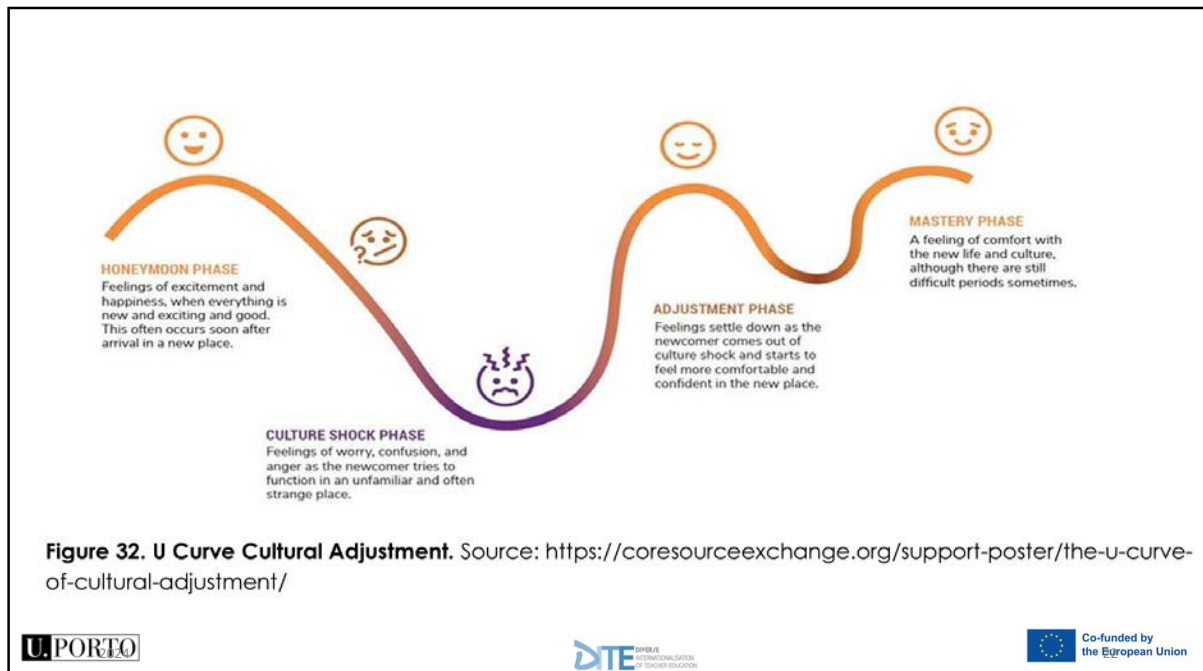 HONEYMOON PHASE
Feelings of excitement and
happiness, when everything is
new and exciting and good.
This often occurs soon after
arrival in a new place.
?
CULTURE SHOCK PHASE
Feelings of worry, confusion, and
anger as the newcomer tries to
function in an unfamiliar and often
strange place.
ADJUSTMENT PHASE
Feelings settle down as the
newcomer comes out of
culture shock and starts to
feel more comfortable and
confident in the new place.
MASTERY PHASE
A feeling of comfort with
the new life and culture,
although there are still
difficult periods sometimes.
Figure 32. U Curve Cultural Adjustment. Source: https://coresourceexchange.org/support-poster/the-u-curve-
of-cultural-adjustment/
U. PORTO
2024
DITE
DIVERSE
INTERNATIONALISATION
OF TEACHER EDUCATION
Co-funded by
the European Union
22